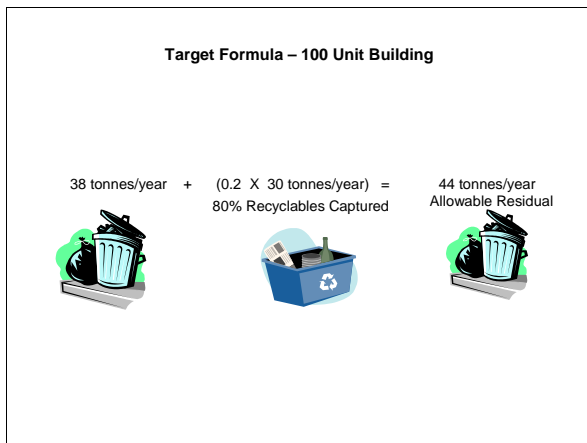 Target Formula – 100 Unit Building
38 tonnes/year + (0.2 X 30 tonnes/year) = 44 tonnes/year
80% Recyclables Captured Allowable Residual